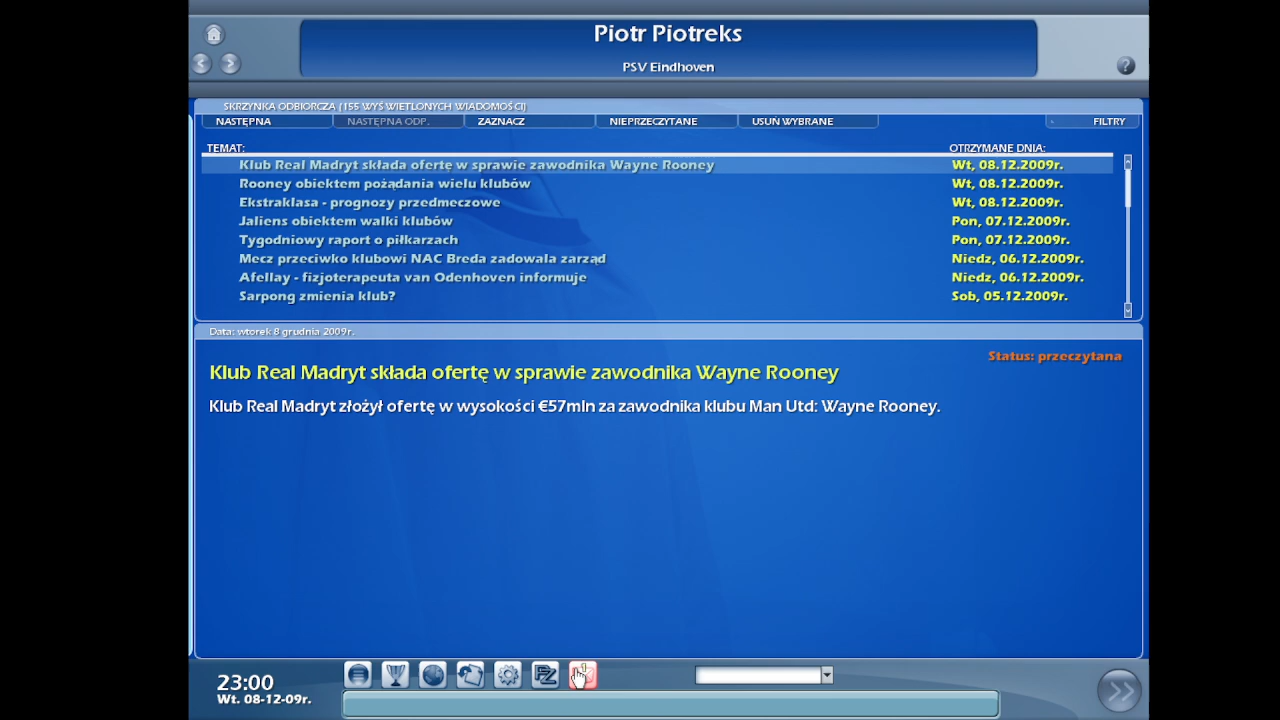 Piotr Piotreks
PSV Eindhoven
SKRZYNKA ODBIORCZA (155 WYŚWIETLONYCH WIADOMOŚCI)
NASTĘPNA NASTĘPNA ODP. ZAZNACZ NIEPRZECZYTANE USUŃ WYBRANE FILTRY
TEMAT: OTRZYMANE DNIA:
Klub Real Madryt składa ofertę w sprawie zawodnika Wayne Rooney Wt, 08.12.2009r.
Rooney obiektem pożądania wielu klubów Wt, 08.12.2009r.
Ekstraklasa - prognozy przedmeczowe Wt, 08.12.2009r.
Jaliens obiektem walki klubów Pon, 07.12.2009r.
Tygodniowy raport o piłkarzach Pon, 07.12.2009r.
Mecz przeciwko klubowi NAC Breda zadowala zarząd Niedz, 06.12.2009r.
Afellay - fizjoterapeuta van Odenhoven informuje Niedz, 06.12.2009r.
Sarpong zmienia klub? Sob, 05.12.2009r.
Data: wtorek 8 grudnia 2009r.
Status: przeczytana
Klub Real Madryt składa ofertę w sprawie zawodnika Wayne Rooney
Klub Real Madryt złożył ofertę w wysokości €57mln za zawodnika klubu Man Utd: Wayne Rooney.
23:00
Wt. 08-12-09r.